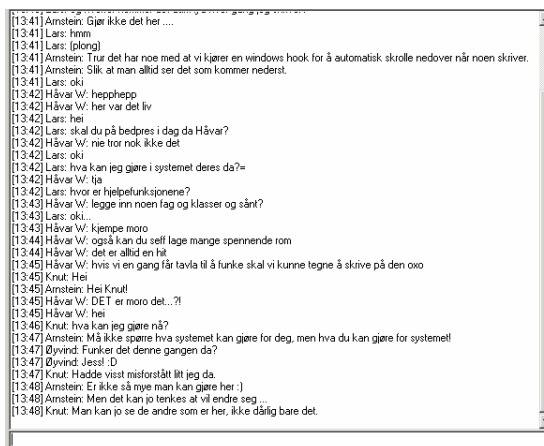 [13:41] Arnstein: Gjør ikke det her ....
[13:41] Lars: hmm
[13:41] Lars: (plong)
[13:41] Arnstein: Trur det har noe med at vi kjører en windows hook for å automatisk skrolle nedover når noen skriver.
[13:41] Arnstein: Slik at man alltid ser det som kommer nederst.
[13:41] Lars: oki
[13:42] Håvar W: hepphepp
[13:42] Håvar W: her var det liv
[13:42] Lars: hei
[13:42] Lars: skal du på bedpres i dag da Håvar?
[13:42] Håvar W: nie tror nok ikke det
[13:42] Lars: oki
[13:42] Lars: hva kan jeg gjøre i systemet deres da?=
[13:42] Håvar W: tja
[13:42] Lars: hvor er hjelpefunksjonene?
[13:43] Håvar W: legge inn noen fag og klasser og sånt?
[13:43] Lars: oki...
[13:43] Håvar W: kjempe moro
[13:44] Håvar W: også kan du seff lage mange spennende rom
[13:44] Håvar W: det er alltid en hit
[13:45] Håvar W: hvis vi en gang får tavla til å funke skal vi kunne tegne å skrive på den oxo
[13:45] Knut: Hei
[13:45] Arnstein: Hei Knut!
[13:45] Håvar W: DET er moro det...?!
[13:45] Håvar W: hei
[13:46] Knut: hva kan jeg gjøre nå?
[13:47] Arnstein: Må ikke spørre hva systemet kan gjøre for deg, men hva du kan gjøre for systemet!
[13:47] Øyvind: Funker det denne gangen da?
[13:47] Øyvind: Jess! :D
[13:47] Knut: Hadde visst misforstått litt jeg da.
[13:48] Arnstein: Er ikke så mye man kan gjøre her :)
[13:48] Arnstein: Men det kan jo tenkes at vil endre seg ...
[13:48] Knut: Man kan jo se de andre som er her, ikke dårlig bare det.